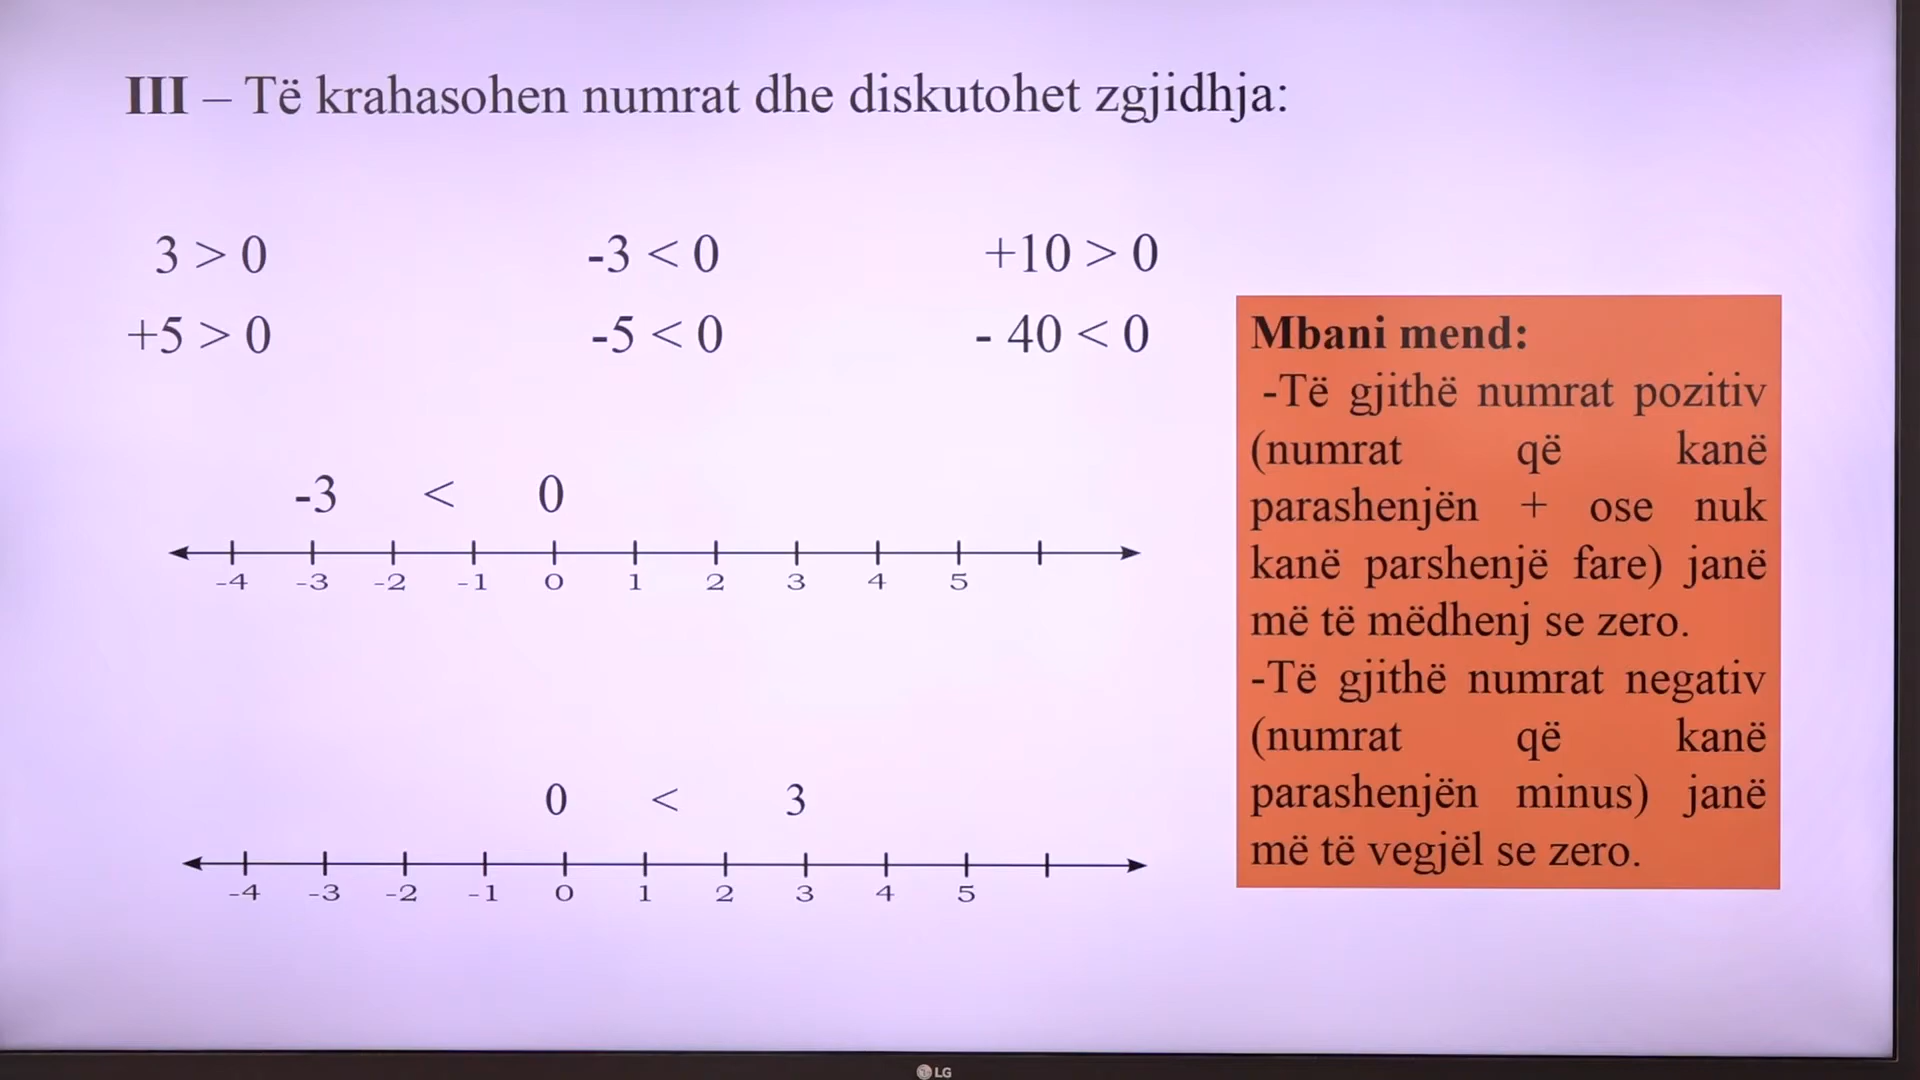 III – Të krahasohen numrat dhe diskutohet zgjidhja:
3 > 0 -3 < 0 +10 > 0
+5 > 0 -5 < 0 - 40 < 0
-3 < 0
-4 -3 -2 -1 0 1 2 3 4 5
0 < 3
-4 -3 -2 -1 0 1 2 3 4 5
Mbani mend:
-Të gjithë numrat pozitiv
(numrat që kanë
parashenjën + ose nuk
kanë parshenjë fare) janë
më të mëdhenj se zero.
-Të gjithë numrat negativ
(numrat që kanë
parashenjën minus) janë
më të vegjël se zero.
LG